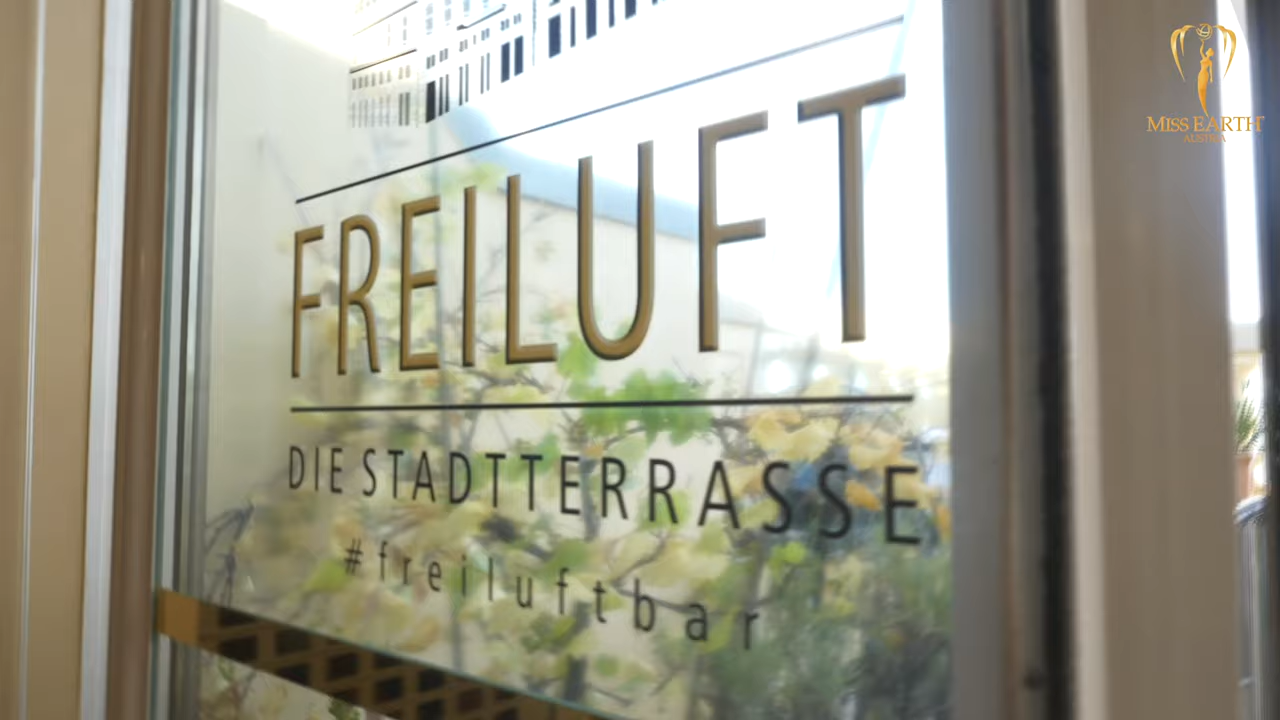 FREILUFT
DIE STADTTERRASSE
#freiluftbar
MISS EARTH
AUSTRIA